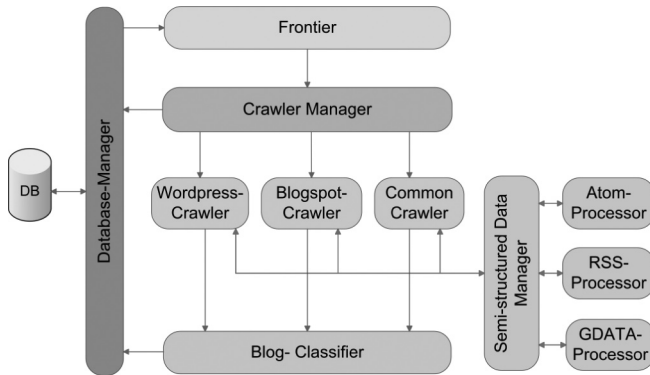 Frontier
Crawler Manager
Database-Manager
DB
Wordpress-
Crawler
Blogspot-
Crawler
Common
Crawler
Semi-structured Data
Manager
Atom-
Processor
RSS-
Processor
GDATA-
Processor
Blog- Classifier